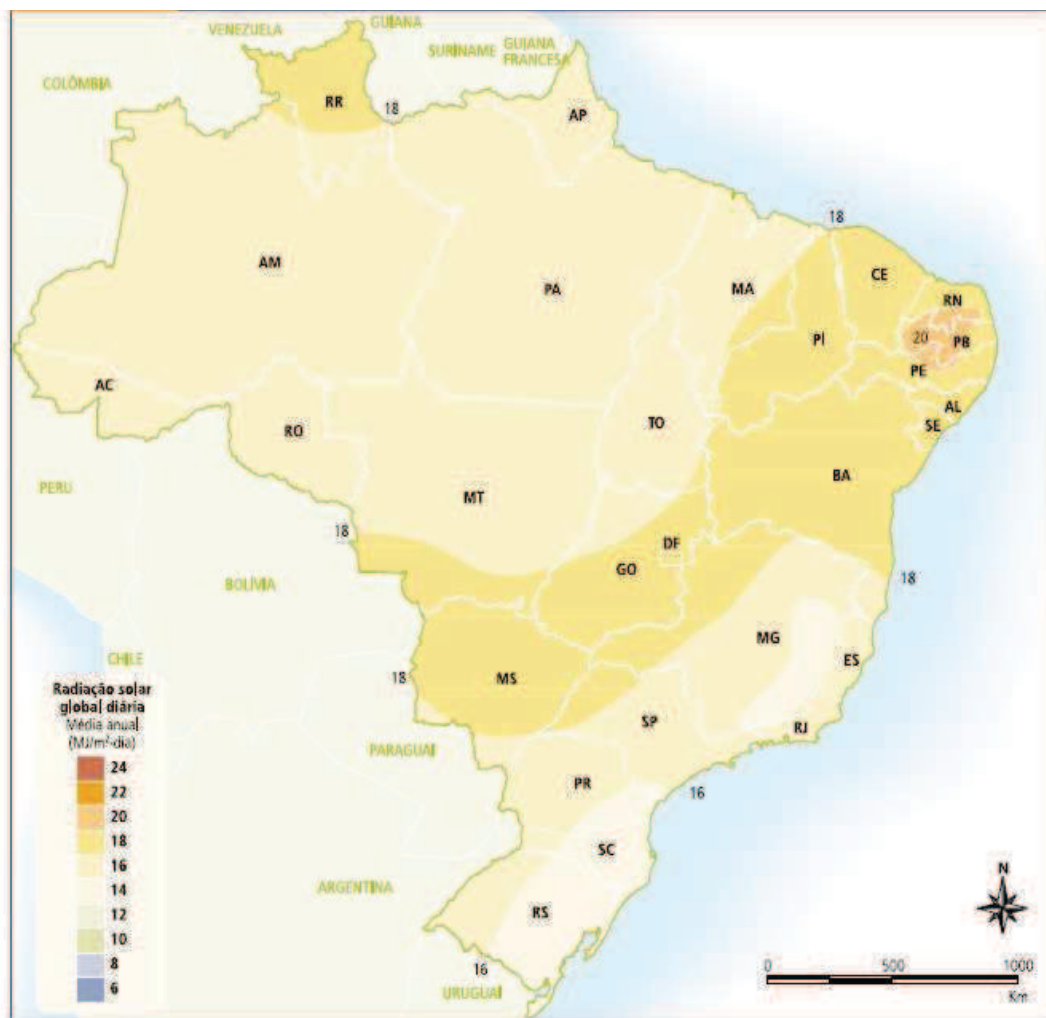 GUIANA
VENEZUELA
SURINAME
GUIANA
FRANCESA
COLÔMBIA
RR
18
AP
18
AM
PA
MA
CE
RN
PI
20
PB
PE
AC
AL
TO
SE
RO
BA
MT
PERU
18
DF
GO
18
BOLÍVIA
MG
ES
CHILE
18
MS
SP
RJ
PARAGUAI
PR
16
SC
ARGENTINA
RS
16
URUGUAI
Radiação solar
global diária
Média anual
(MJ/m²·dia)
24
22
20
18
16
14
12
10
8
6
N
0 500 1000
Km